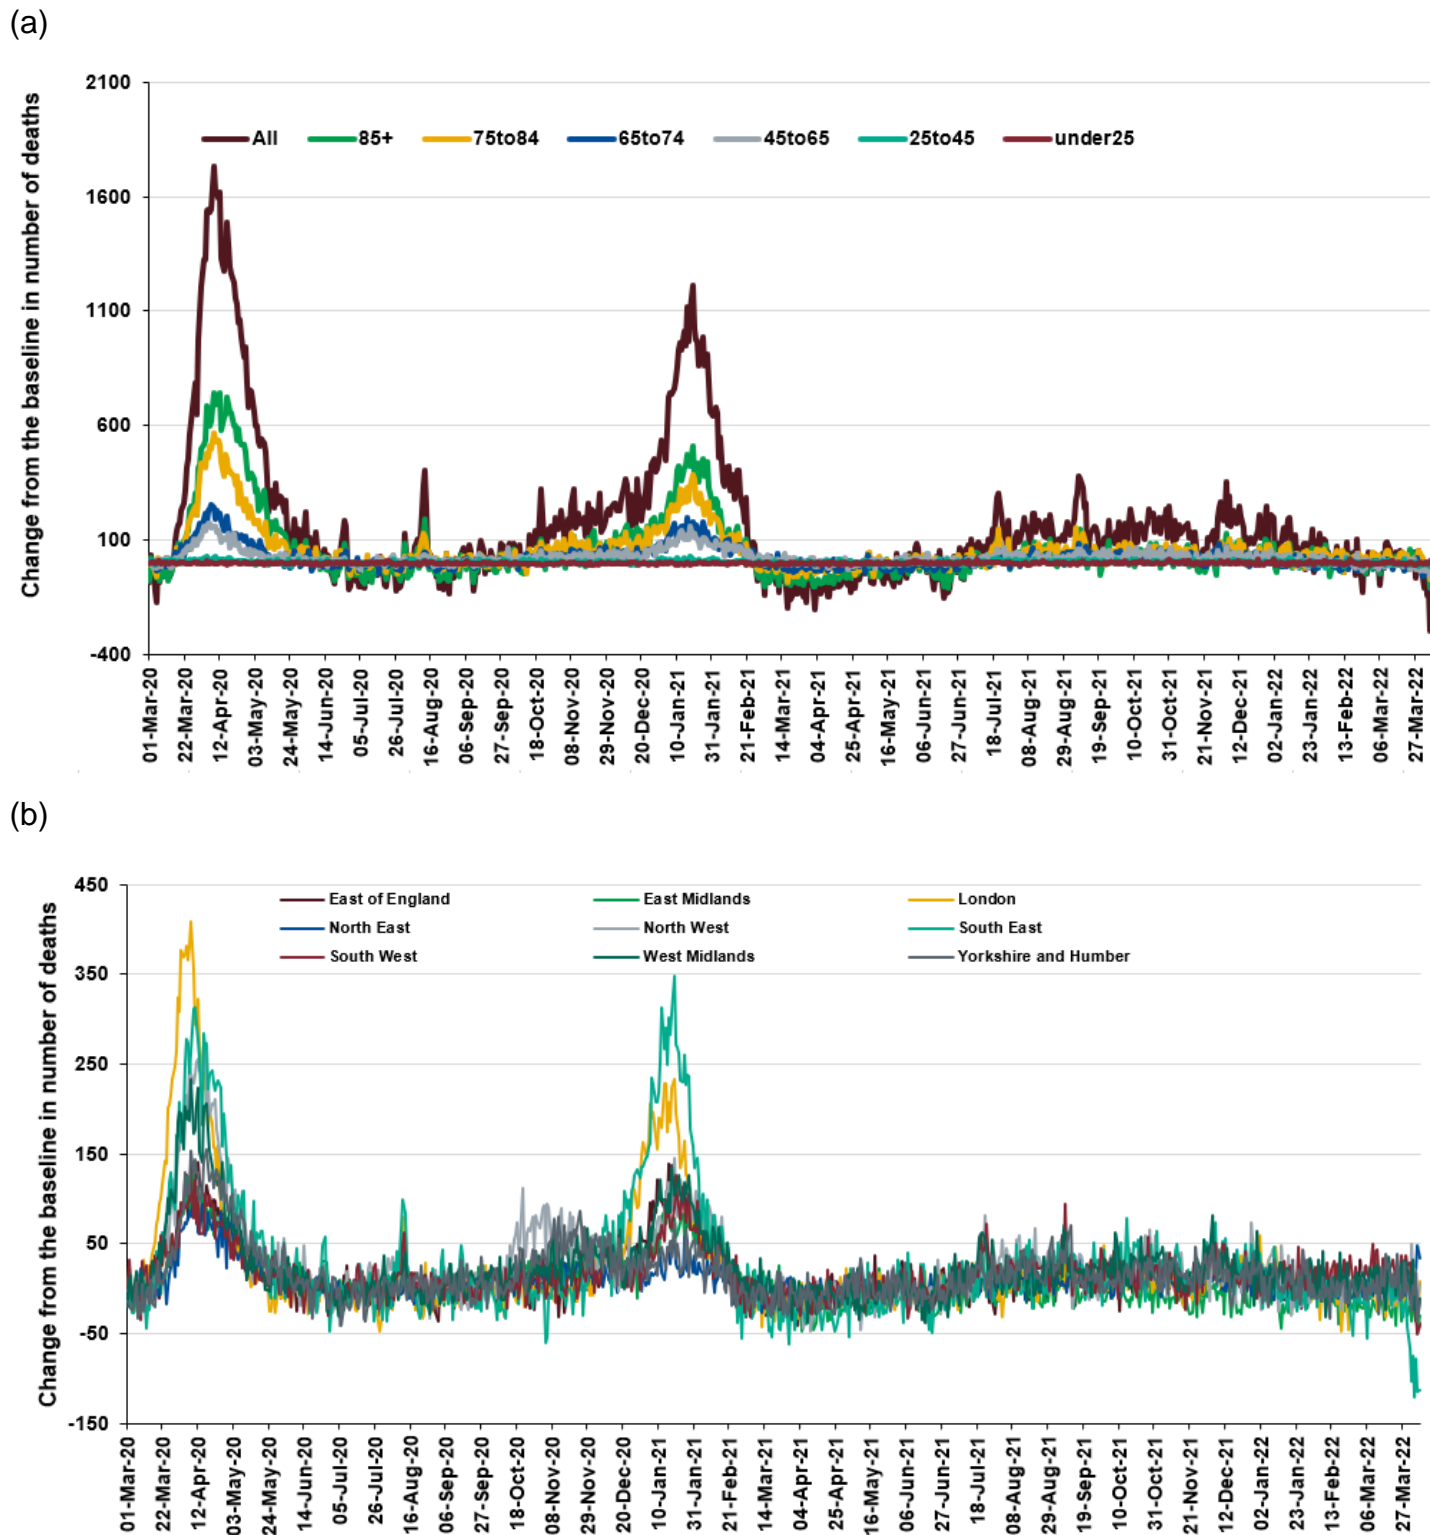 (a)
Change from the baseline in number of deaths
2100
1600
1100
600
100
-400
All 85+ 75to84 65to74 45to65 25to45 under25
01-Mar-20 22-Mar-20 12-Apr-20 03-May-20 24-May-20 14-Jun-20 05-Jul-20 26-Jul-20 16-Aug-20 06-Sep-20 27-Sep-20 18-Oct-20 08-Nov-20 29-Nov-20 20-Dec-20 10-Jan-21 31-Jan-21 21-Feb-21 14-Mar-21 04-Apr-21 25-Apr-21 16-May-21 06-Jun-21 27-Jun-21 18-Jul-21 08-Aug-21 29-Aug-21 19-Sep-21 10-Oct-21 31-Oct-21 21-Nov-21 12-Dec-21 02-Jan-22 23-Jan-22 13-Feb-22 06-Mar-22 27-Mar-22
(b)
Change from the baseline in number of deaths
450
350
250
150
50
-50
-150
East of England East Midlands London
North East North West South East
South West West Midlands Yorkshire and Humber
01-Mar-20 22-Mar-20 12-Apr-20 03-May-20 24-May-20 14-Jun-20 05-Jul-20 26-Jul-20 16-Aug-20 06-Sep-20 27-Sep-20 18-Oct-20 08-Nov-20 29-Nov-20 20-Dec-20 10-Jan-21 31-Jan-21 21-Feb-21 14-Mar-21 04-Apr-21 25-Apr-21 16-May-21 06-Jun-21 27-Jun-21 18-Jul-21 08-Aug-21 29-Aug-21 19-Sep-21 10-Oct-21 31-Oct-21 21-Nov-21 12-Dec-21 02-Jan-22 23-Jan-22 13-Feb-22 06-Mar-22 27-Mar-22